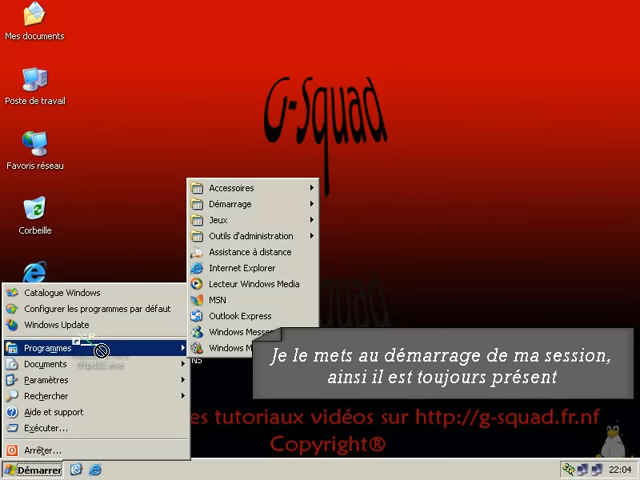 Mes documents
Poste de travail
Favoris réseau
Corbeille
G-Squad
Accessoires
Démarrage
Jeux
Outils d'administration
Assistance à distance
Internet Explorer
Lecteur Windows Media
MSN
Outlook Express
Windows
Windows
Catalogue Windows
Configurer les programmes par défaut
Windows Update
Programmes
Documents
Paramètres
Rechercher
Aide et support
Exécuter...
Arrêter...
Je le mets au démarrage de ma session,
ainsi il est toujours présent
tutoriaux vidéos sur http://g-squad.fr.nf
Copyright®
Démarrer
22:04